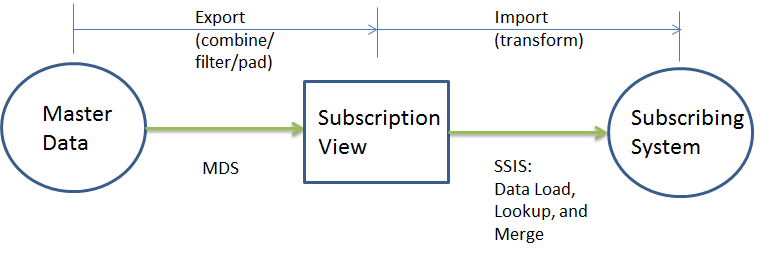 Export
(combine/
filter/pad)
Import
(transform)
Master
Data
Subscription
View
Subscribing
System
MDS
SSIS:
Data Load,
Lookup, and
Merge